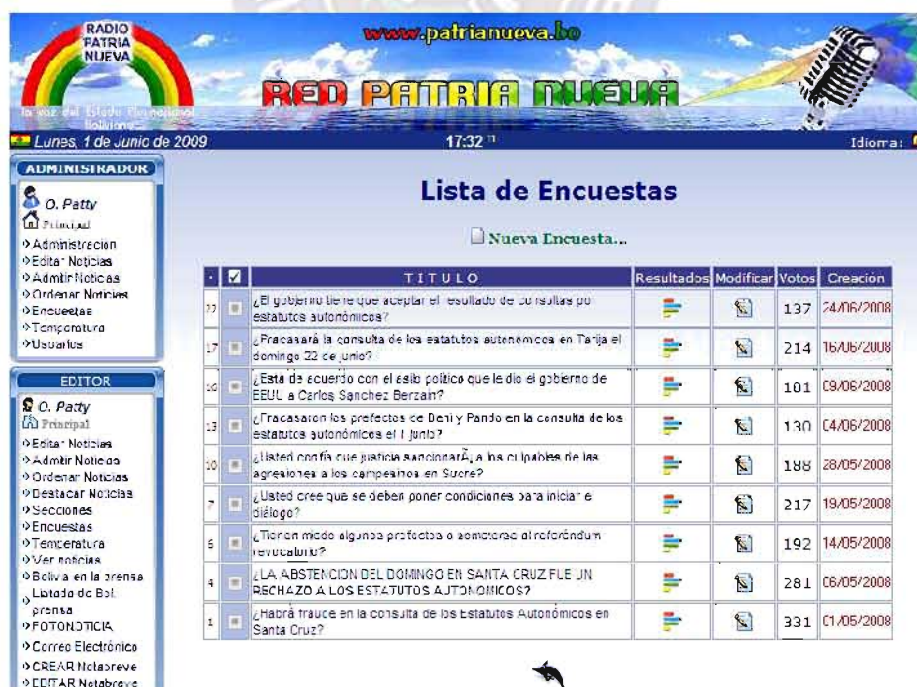 RADIO
PATRIA
NUEVA
www.patrianueva.bo
RED PATRIA NUEVA
la voz del Estado
Lunes, 1 de Junio de 2009
17:32
Idioma:
ADMINISTRADOR
O. Patty
Principal
Administracion
Editar Noticias
Admitir Noticias
Ordenar Noticias
Encuestas
Temperatura
Usuarios
EDITOR
O. Patty
Principal
Editar Noticias
Admitir Noticias
Ordenar Noticias
Destacar Noticias
Secciones
Encuestas
Temperatura
Ver noticias
Bolivia en la prensa
Listado de Bol.
prensa
FOTONOTICIA
Correo Electrónico
CREAR Notabreve
EDITAR Notabreve
Lista de Encuestas
Nueva Encuesta...
TITULO Resultados Modificar Votos Creación
22 ¿El gobierno tiene que aceptar el resultado de consultas por
estatutos autonómicos? 137 24/06/2008
17 ¿Fracasará la consulta de los estatutos autonómicos en Tarija el
domingo 22 de junio? 214 16/06/2008
16 ¿Está de acuerdo con el asilo político que le dio el gobierno de
EEUU a Carlos Sanchez Berzaín? 101 09/06/2008
13 ¿Fracasaron los prefectos de Beni y Pando en la consulta de los
estatutos autonómicos el 1 junio? 130 04/06/2008
10 ¿Usted confía que justicia sancionarÃ¡ a los culpables de las
agresiones a los campesinos en Sucre? 188 28/05/2008
7 ¿Usted cree que se deben poner condiciones para iniciar el
diálogo? 217 19/05/2008
6 ¿Tienen miedo algunos prefectos a someterse al referéndum
revocatorio? 192 14/05/2008
4 ¿LA ABSTENCION DEL DOMINGO EN SANTA CRUZ FUE UN
RECHAZO A LOS ESTATUTOS AUTONOMICOS? 281 06/05/2008
1 ¿Habrá fraude en la consulta de los Estatutos Autonómicos en
Santa Cruz? 331 01/05/2008